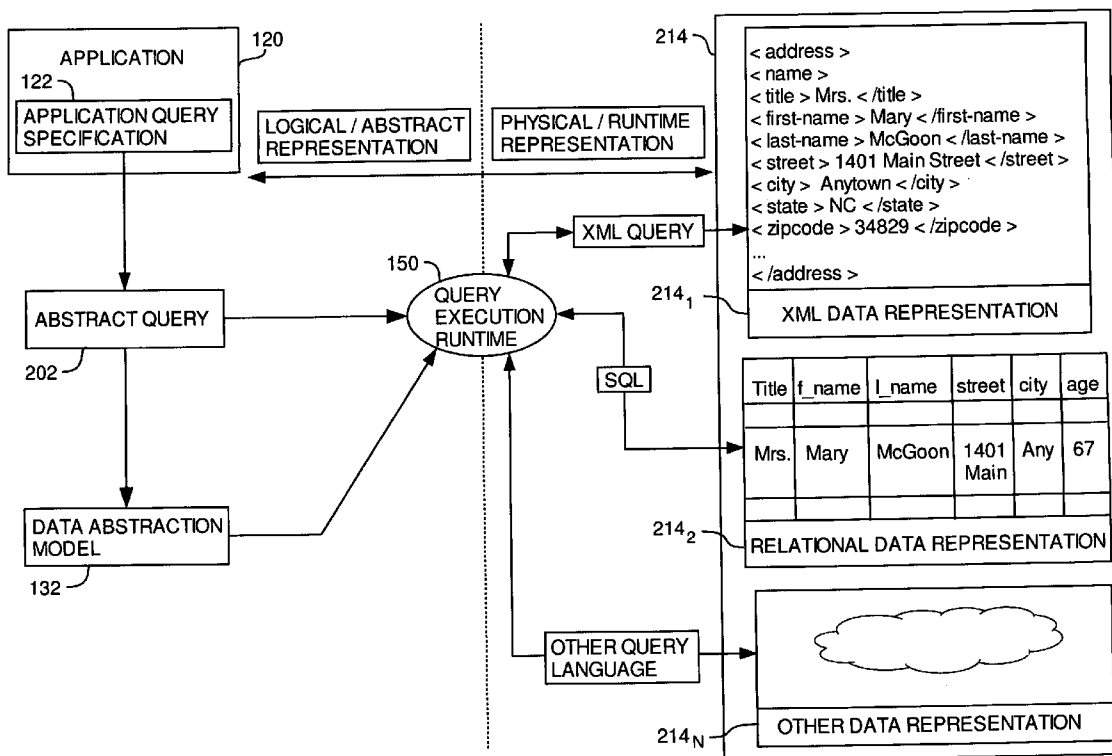 APPLICATION
120
122
APPLICATION QUERY
SPECIFICATION
LOGICAL / ABSTRACT
REPRESENTATION
PHYSICAL / RUNTIME
REPRESENTATION
214
< address >
< name >
< title > Mrs. </title >
< first-name > Mary </first-name >
< last-name > McGoon </last-name >
< street > 1401 Main Street </street >
< city > Anytown </city >
< state > NC </state >
< zipcode > 34829 </zipcode >
...
</address >
214₁
XML DATA REPRESENTATION
XML QUERY
150
QUERY
EXECUTION
RUNTIME
ABSTRACT QUERY
202
SQL
Title f_name l_name street city age
Mrs. Mary McGoon 1401 Any 67
Main
214₂
RELATIONAL DATA REPRESENTATION
DATA ABSTRACTION
MODEL
132
OTHER QUERY
LANGUAGE
214N
OTHER DATA REPRESENTATION